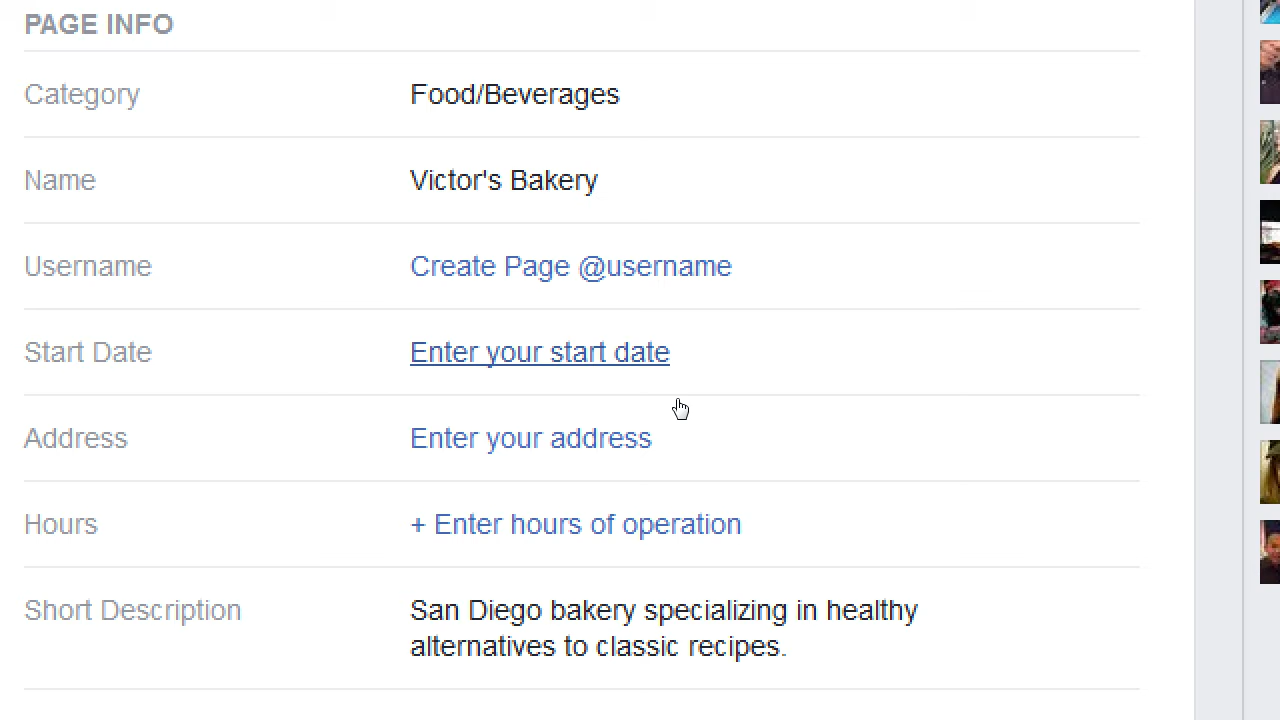 PAGE INFO
Category Food/Beverages
Name Victor's Bakery
Username Create Page @username
Start Date Enter your start date
Address Enter your address
Hours + Enter hours of operation
Short Description San Diego bakery specializing in healthy
alternatives to classic recipes.